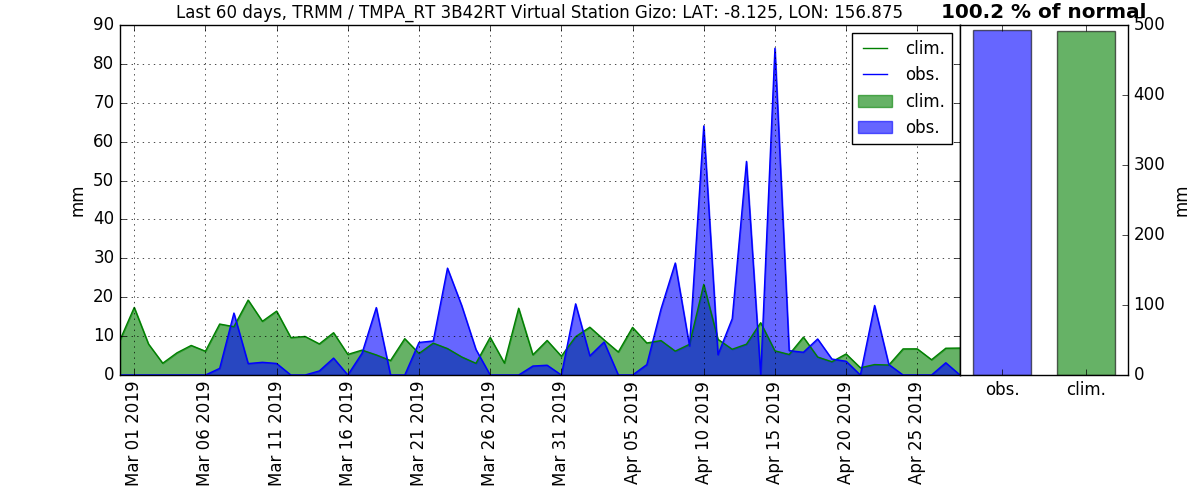 Last 60 days, TRMM / TMPA_RT 3B42RT Virtual Station Gizo: LAT: -8.125, LON: 156.875
100.2 % of normal
90
80
70
60
50
40
30
20
10
0
mm
clim.
obs.
clim.
obs.
500
400
300
200
100
0
mm
obs.
clim.
Mar 01 2019
Mar 06 2019
Mar 11 2019
Mar 16 2019
Mar 21 2019
Mar 26 2019
Mar 31 2019
Apr 05 2019
Apr 10 2019
Apr 15 2019
Apr 20 2019
Apr 25 2019